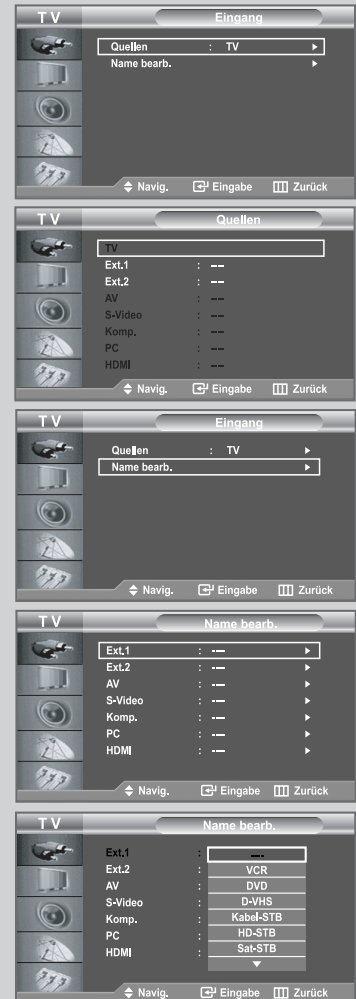 TV Eingang
Quellen : TV ►
Name bearb. ►
Navig. Eingabe Zurück
TV Quellen
TV
Ext.1 : --
Ext.2 : --
AV : --
S-Video : --
Komp. : --
PC : --
HDMI : --
Navig. Eingabe Zurück
TV Eingang
Quellen : TV ►
Name bearb. ►
Navig. Eingabe Zurück
TV Name bearb.
Ext.1 : --- ►
Ext.2 : --- ►
AV : --- ►
S-Video : --- ►
Komp. : --- ►
PC : --- ►
HDMI : --- ►
Navig. Eingabe Zurück
TV Name bearb.
Ext.1 : ----
Ext.2 : VCR
AV : DVD
S-Video : D-VHS
Komp. : Kabel-STB
PC : HD-STB
HDMI : Sat-STB
▼
Navig. Eingabe Zurück